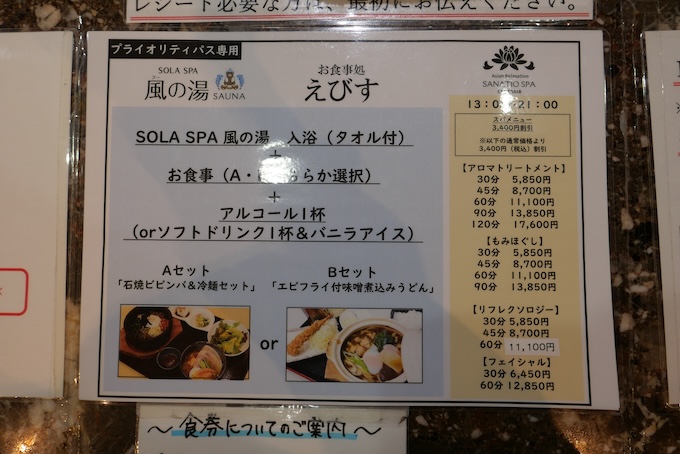 レシート必要な方は、最初にお伝えください。
プライオリティパス専用
SOLA SPA
風の湯 SAUNA
お食事処
えびす
Asian Relaxation
SANATIO SPA
13:0 21:00
スパメニュー
3,400円割引
※以下の通常価格より
3,400円（税込）割引
SOLA SPA 風の湯 入浴（タオル付）
+
お食事（A・ らか選択）
+
アルコール1杯
（orソフトドリンク1杯＆バニラアイス）
Aセット
「石焼ビビンバ＆冷麺セット」
or
Bセット
「エビフライ付味噌煮込みうどん」
【アロマトリートメント】
30分 5,850円
45分 8,700円
60分 11,100円
90分 13,850円
120分 17,600円
【もみほぐし】
30分 5,850円
45分 8,700円
60分 11,100円
90分 13,850円
【リフレクソロジー】
30分 5,850円
45分 8,700円
60分 11,100円
【フェイシャル】
30分 6,450円
60分 12,850円
〜食券についてのご案内〜